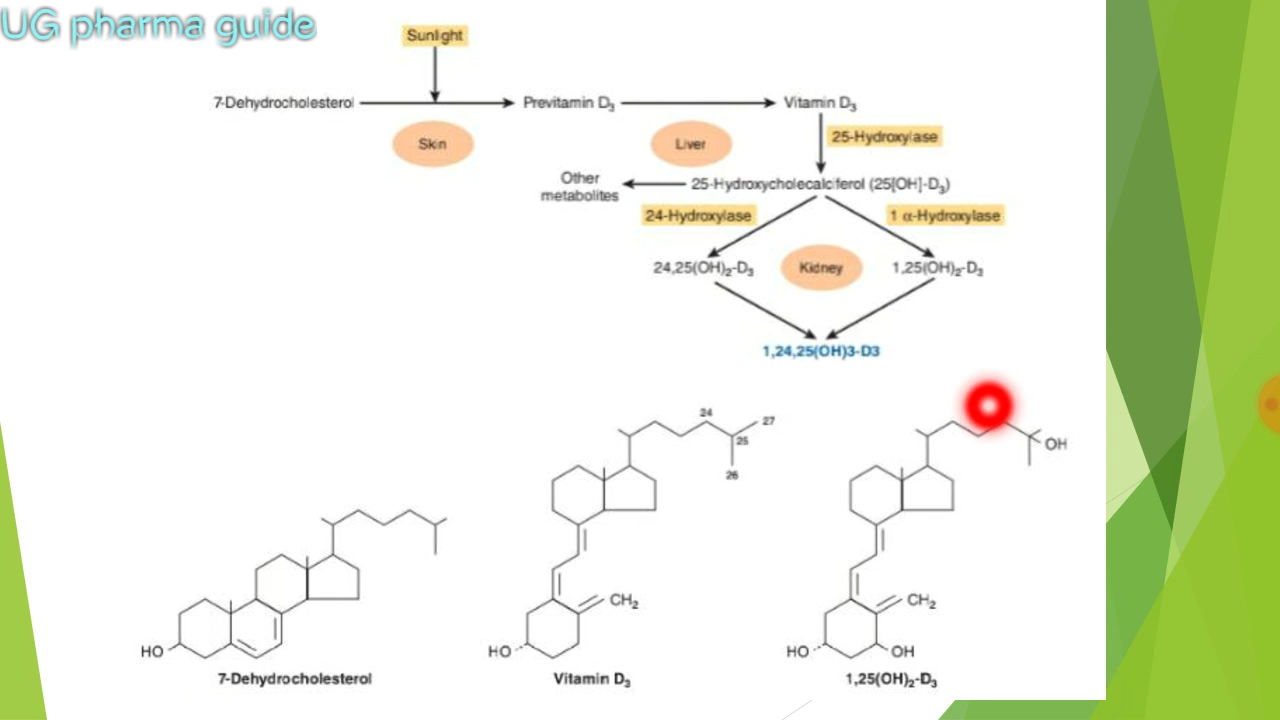 UG pharma guide
Sunlight
7-Dehydrocholesterol
Previtamin D₃
Vitamin D₃
Skin
Liver
25-Hydroxylase
Other
metabolites
25-Hydroxycholecalciferol (25[OH]-D₃)
24-Hydroxylase
1 α-Hydroxylase
24,25(OH)₂-D₃
Kidney
1,25(OH)₂-D₃
1,24,25(OH)3-D3
24
27
25
26
OH
CH₂
CH₂
HO
HO
HO
OH
7-Dehydrocholesterol
Vitamin D₃
1,25(OH)₂-D₃